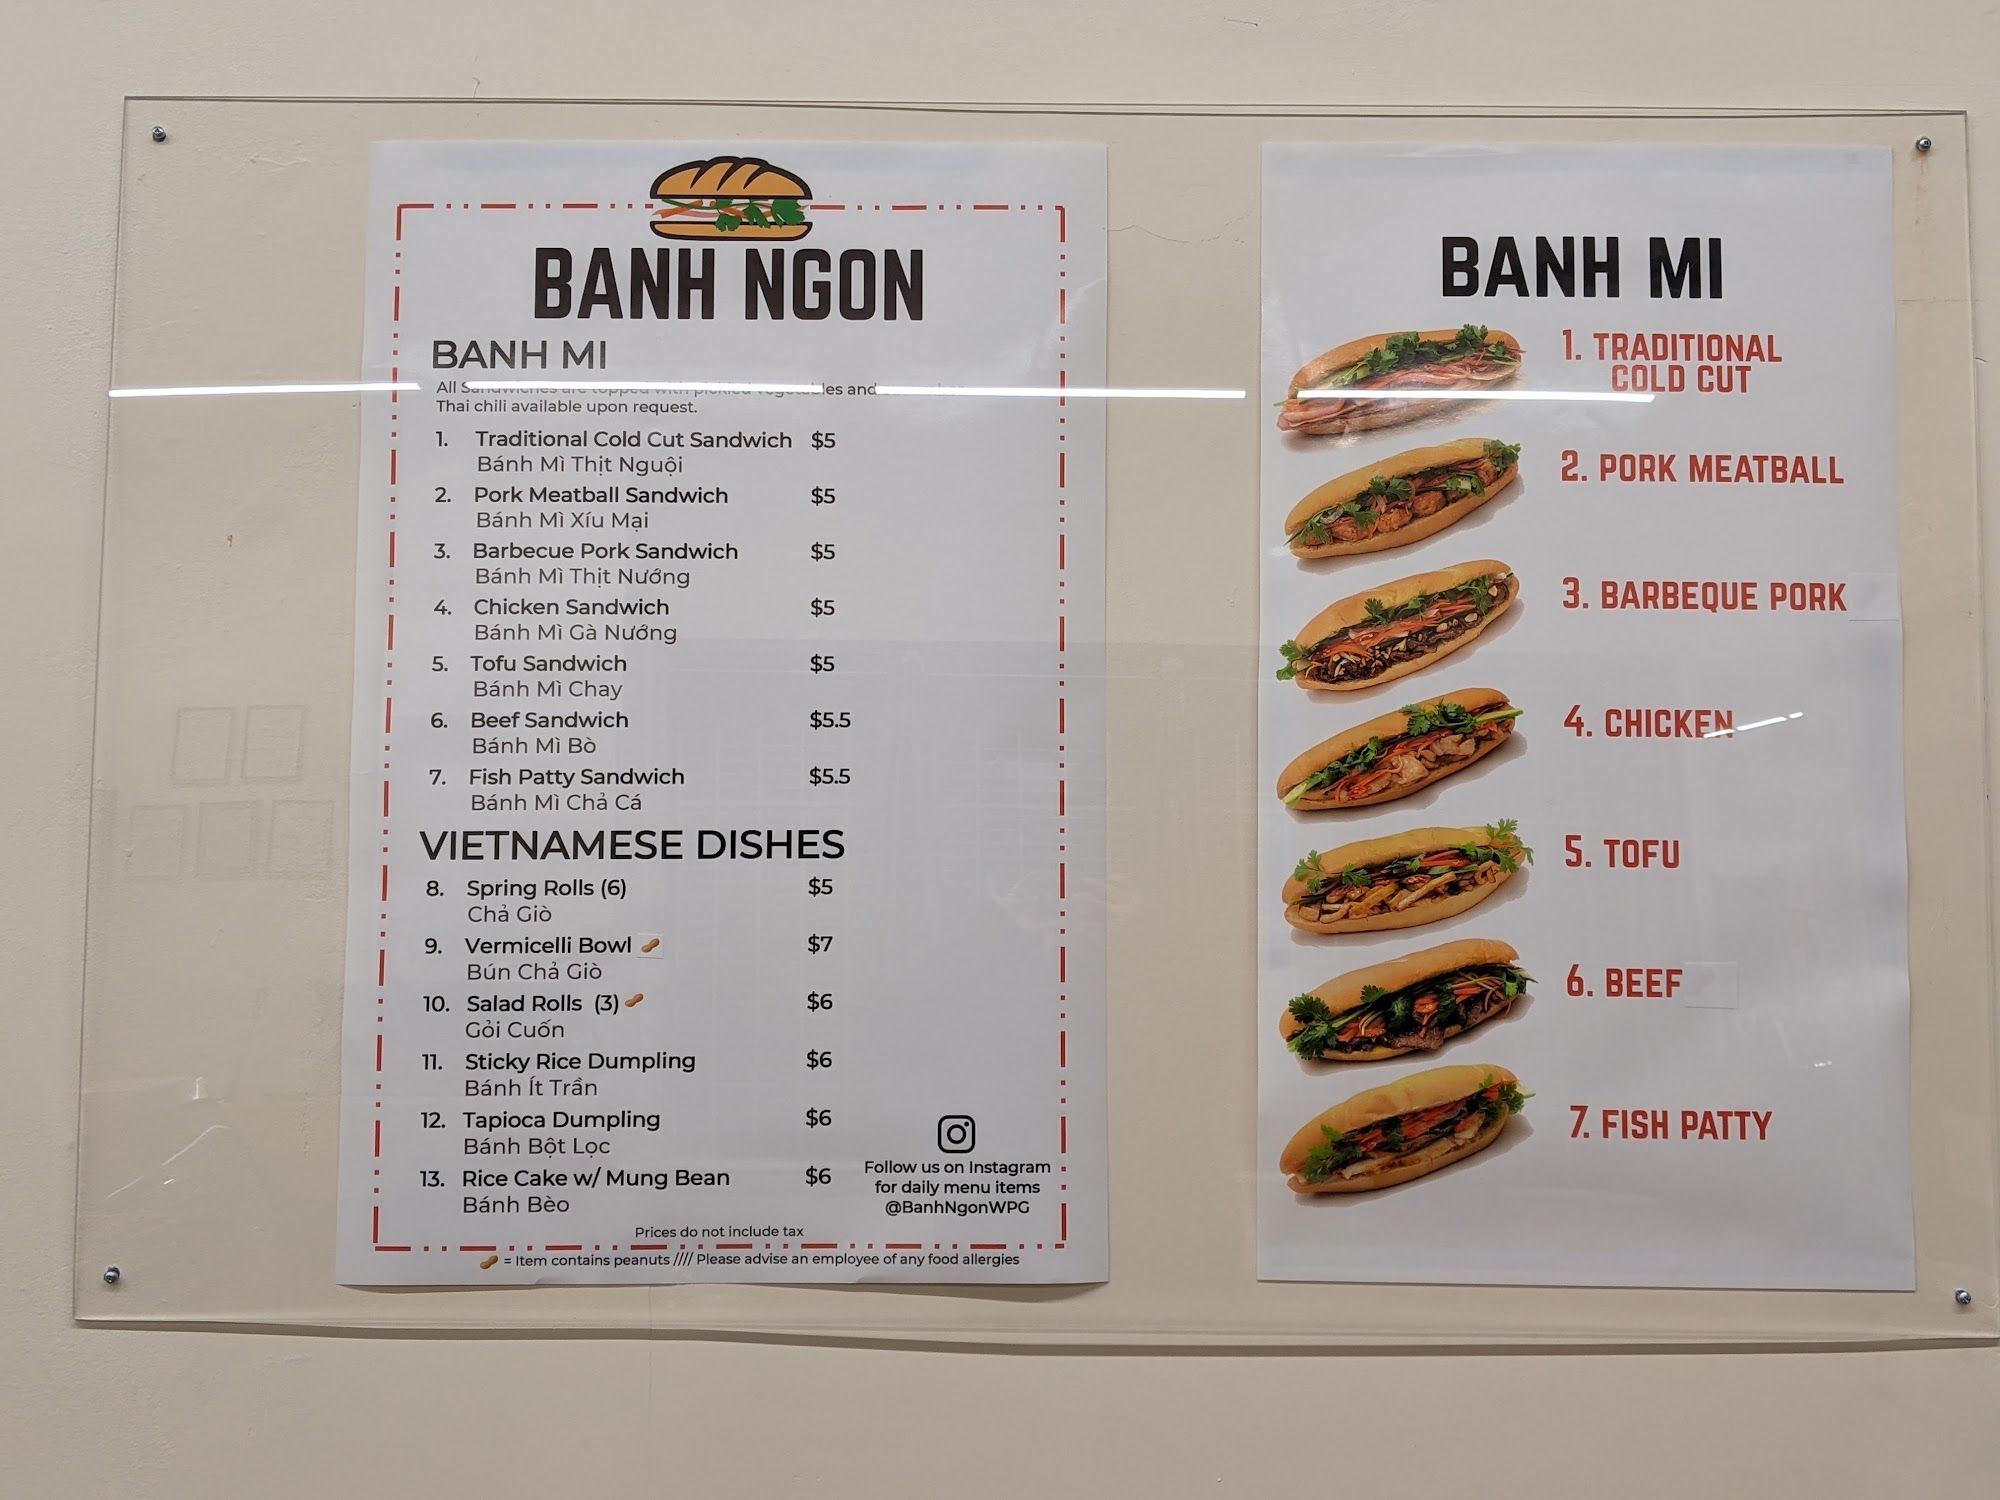 BANH NGON
BANH MI
All Sandwiches are topped with pickled vegetables and
Thai chili available upon request.
1. Traditional Cold Cut Sandwich $5
Bánh Mì Thịt Nguội
2. Pork Meatball Sandwich $5
Bánh Mì Xíu Mại
3. Barbecue Pork Sandwich $5
Bánh Mì Thịt Nướng
4. Chicken Sandwich $5
Bánh Mì Gà Nướng
5. Tofu Sandwich $5
Bánh Mì Chay
6. Beef Sandwich $5.5
Bánh Mì Bò
7. Fish Patty Sandwich $5.5
Bánh Mì Chả Cá
VIETNAMESE DISHES
8. Spring Rolls (6) $5
Chả Giò
9. Vermicelli Bowl $7
Bún Chả Giò
10. Salad Rolls (3) $6
Gỏi Cuốn
11. Sticky Rice Dumpling $6
Bánh Ít Trần
12. Tapioca Dumpling $6
Bánh Bột Lọc
13. Rice Cake w/ Mung Bean $6
Bánh Bèo
Follow us on Instagram
for daily menu items
@BanhNgonWPG
Prices do not include tax
= Item contains peanuts //// Please advise an employee of any food allergies
BANH MI
1. TRADITIONAL
COLD CUT
2. PORK MEATBALL
3. BARBEQUE PORK
4. CHICKEN
5. TOFU
6. BEEF
7. FISH PATTY